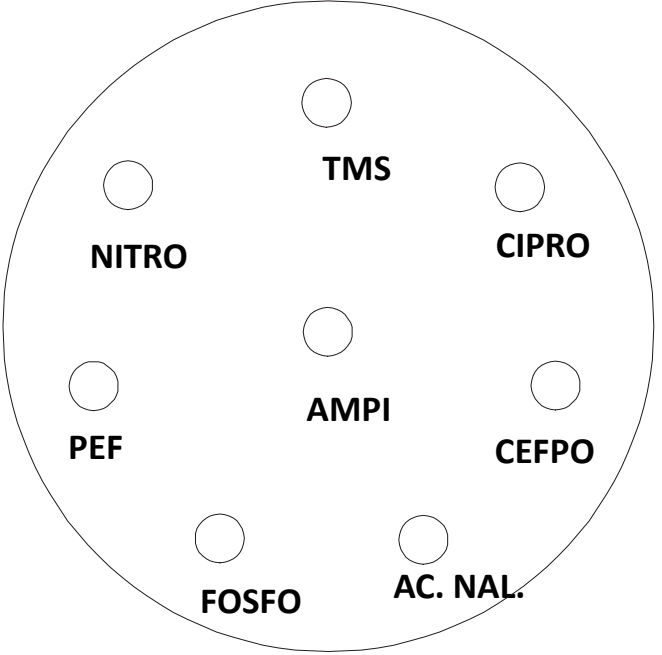 TMS
NITRO
CIPRO
AMPI
PEF
CEFPO
FOSFO
AC. NAL.